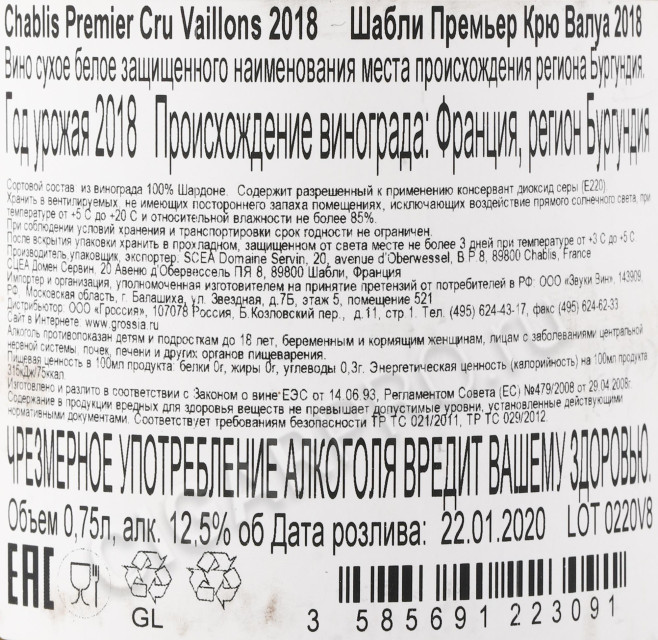 Chablis Premier Cru Vaillons 2018 Шабли Премьер Крю Валуа 2018
Вино сухое белое защищенного наименования места происхождения региона Бургундия.
Год урожая 2018 Происхождение винограда: Франция, регион Бургундия
Сортовой состав: из винограда 100% Шардоне. Содержит разрешенный к применению консервант диоксид серы (Е220).
Хранить в вентилируемых, не имеющих постороннего запаха помещениях, исключающих воздействие прямого солнечного света, при
температуре от +5 С до +20 С и относительной влажности не более 85%.
При соблюдении условий хранения и транспортировки срок годности не ограничен.
После вскрытия упаковки хранить в прохладном, защищенном от света месте не более 3 дней при температуре от +3 С до +5 С
Производитель, упаковщик, экспортер: SCEA Domaine Servin, 20, avenue d'Oberwessel, B.P.8, 89800 Chablis, France
СЦЕА Домен Сервин, 20 Авеню д'Обервессель ПЯ 8, 89800 Шабли, Франция
Импортер и организация, уполномоченная изготовителем на принятие претензий от потребителей в РФ: ООО «Звуки Вин», 143909,
РФ, Московская область, г. Балашиха, ул. Звездная, д.7Б, этаж 5, помещение 521
Дистрибьютор: ООО «Гроссия», 107078 Россия, Б.Козловский пер., д.11, стр 1. Тел. (495) 624-43-17, факс (495) 624-62-33.
Сайт в Интернете: www.grossia.ru
Алкоголь противопоказан детям и подросткам до 18 лет, беременным и кормящим женщинам, лицам с заболеваниями центральной
нервной системы, почек, печени и других органов пищеварения.
Пищевая ценность в 100мл продукта: белки 0г, жиры 0г, углеводы 0,3г. Энергетическая ценность (калорийность) на 100мл продукта
316кДж/75ккал.
Изготовлено и разлито в соответствии с Законом о вине ЕЭС от 14.06.93, Регламентом Совета (ЕС) №479/2008 от 29.04.2008г.
Содержание в продукции вредных для здоровья веществ не превышает допустимые уровни, установленные действующими
нормативными документами. Соответствует требованиям безопасности ТР ТС 021/2011, ТР ТС 029/2012.
ЧРЕЗМЕРНОЕ УПОТРЕБЛЕНИЕ АЛКОГОЛЯ ВРЕДИТ ВАШЕМУ ЗДОРОВЬЮ.
Объем 0,75л, алк. 12,5% об Дата розлива: 22.01.2020 LOT 0220V8
EAC
GL
3 585691 223091